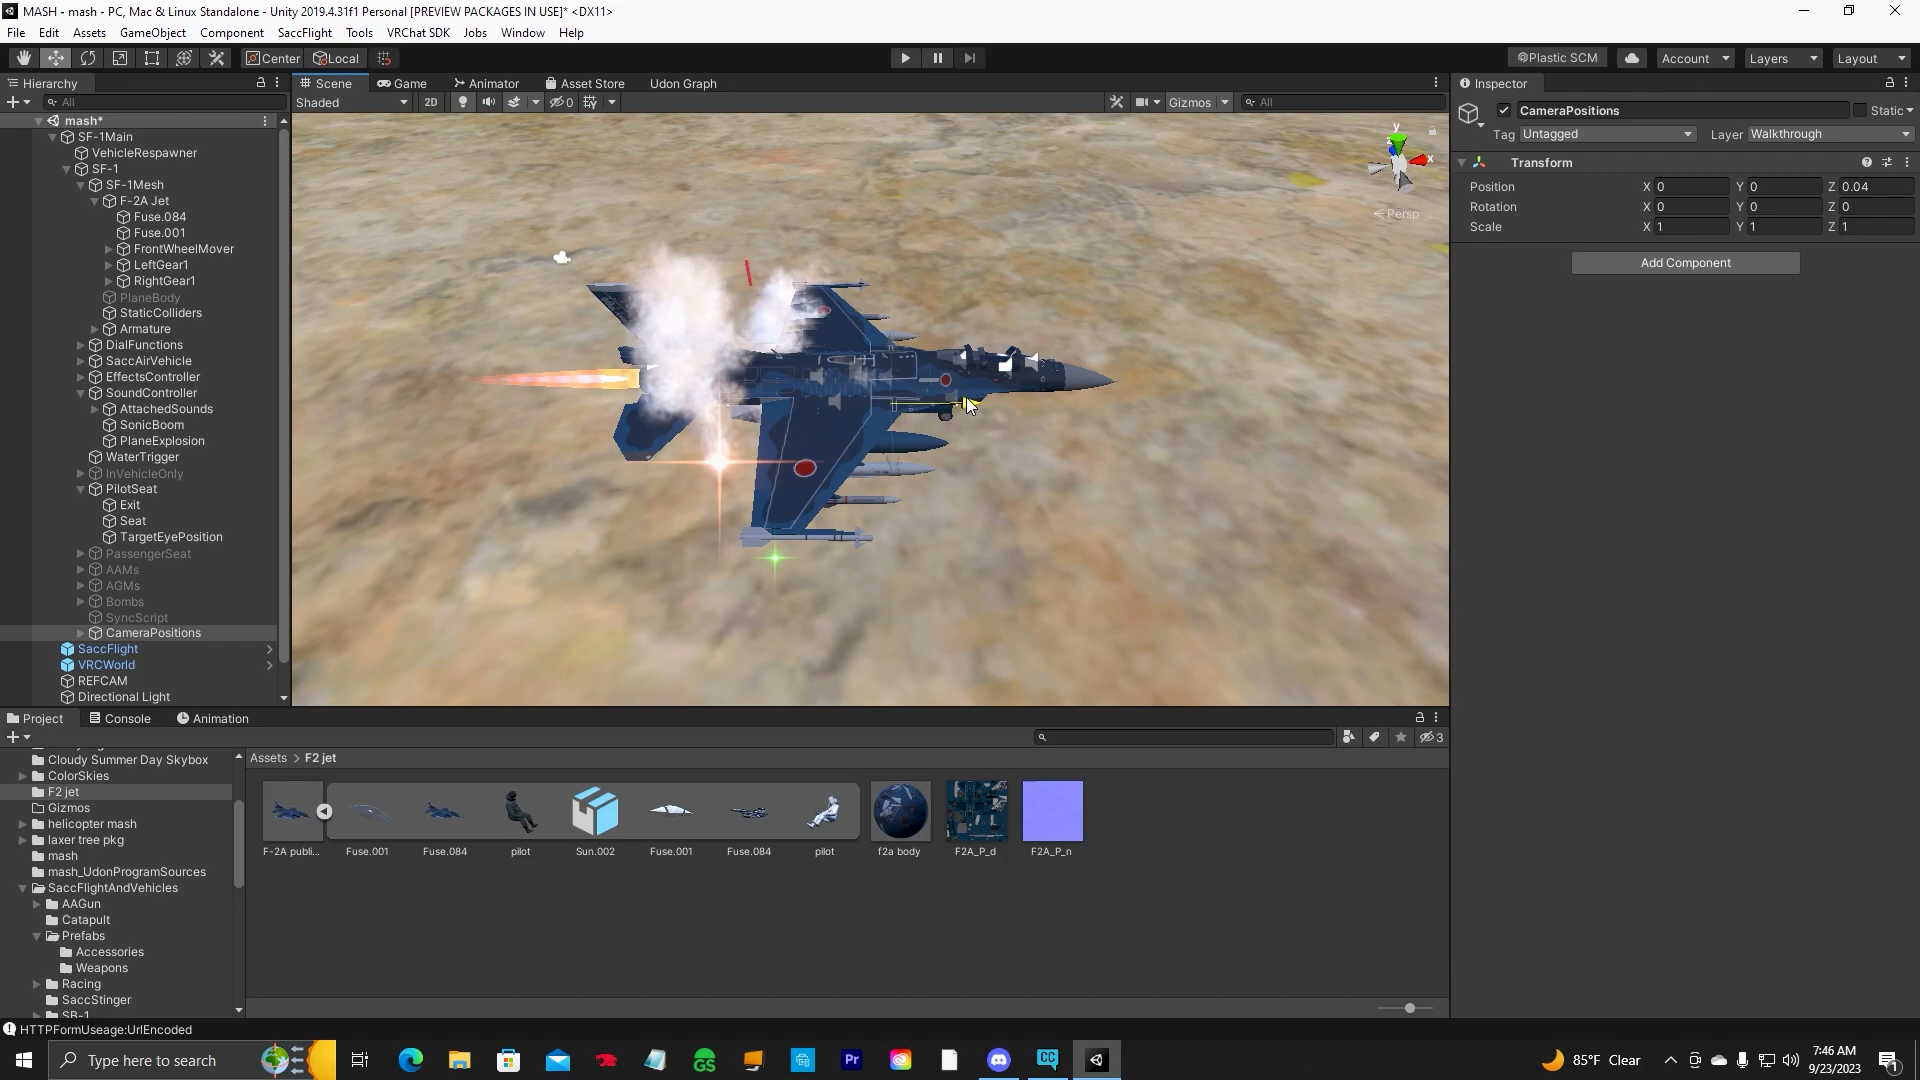 MASH - mash - PC, Mac & Linux Standalone - Unity 2019.4.31f1 Personal [PREVIEW PACKAGES IN USE]* <DX11>
File Edit Assets GameObject Component SaccFlight Tools VRChat SDK Jobs Window Help
Center Local Plastic SCM Account Layers Layout
Hierarchy Scene Game Animator Asset Store Udon Graph Inspector
All Shaded 2D 0 Gizmos All
CameraPositions Static
Tag Untagged Layer Walkthrough
Transform
Position X 0 Y 0 Z 0.04
Rotation X 0 Y 0 Z 0
Scale X 1 Y 1 Z 1
Add Component
y
x
z
Persp
mash*
SF-1Main
VehicleRespawner
SF-1
SF-1Mesh
F-2A Jet
Fuse.084
Fuse.001
FrontWheelMover
LeftGear1
RightGear1
PlaneBody
StaticColliders
Armature
DialFunctions
SaccAirVehicle
EffectsController
SoundController
AttachedSounds
SonicBoom
PlaneExplosion
WaterTrigger
InVehicleOnly
PilotSeat
Exit
Seat
TargetEyePosition
PassengerSeat
AAMs
AGMs
Bombs
SyncScript
CameraPositions
SaccFlight
VRCWorld
REFCAM
Directional Light
Project Console Animation
3
Cloudy Summer Day Skybox
ColorSkies
F2 jet
Gizmos
helicopter mash
laxer tree pkg
mash
mash_UdonProgramSources
SaccFlightAndVehicles
AAGun
Catapult
Prefabs
Accessories
Weapons
Racing
SaccStinger
SB-1
Assets > F2 jet
F-2A publi... Fuse.001 Fuse.084 pilot Sun.002 Fuse.001 Fuse.084 pilot f2a body F2A_P_d F2A_P_n
HTTPFormUseage:UrlEncoded
Type here to search
GS
Pr
CC
85°F Clear
7:46 AM
9/23/2023
1